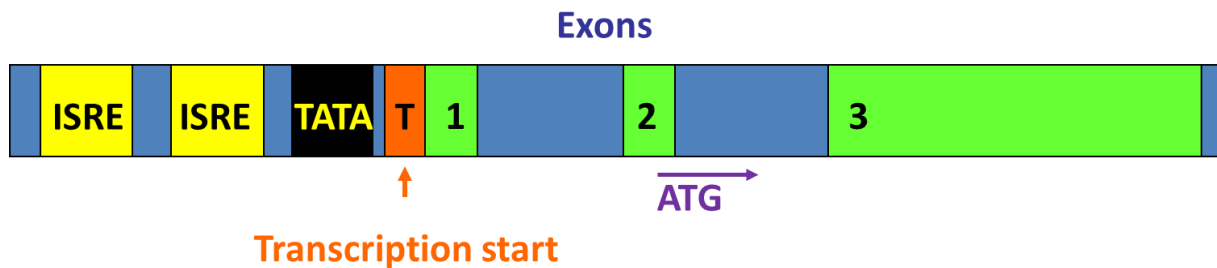 Exons
ISRE ISRE TATA T 1 2 3
ATG
Transcription start